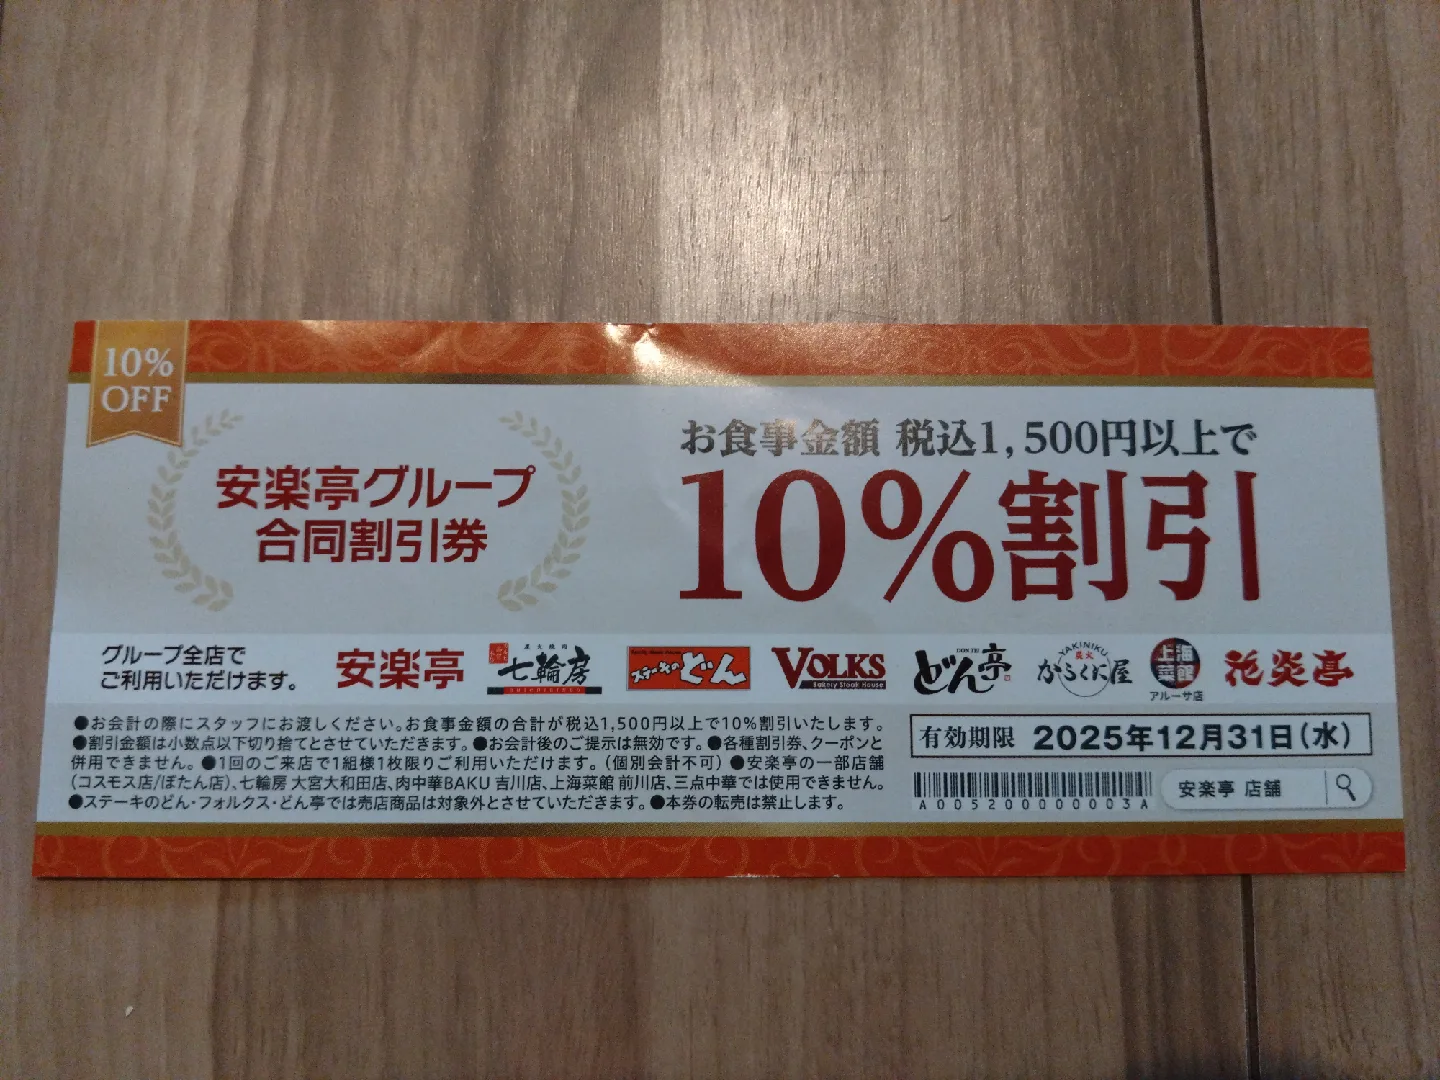 10%
OFF
安楽亭グループ
合同割引券
お食事金額 税込1,500円以上で
10%割引
グループ全店で
ご利用いただけます。
安楽亭
炭火焼肉
七輪房
SHICHIRINBOU
ステーキのどん
VOLKS
Bakery Steak House
DON TEI
どん亭
YAKINIKU
炭火
からくに屋
上海
菜館
アルーサ店
花炎亭
●お会計の際にスタッフにお渡しください。お食事金額の合計が税込1,500円以上で10%割引いたします。
●割引金額は小数点以下切り捨てとさせていただきます。●お会計後のご提示は無効です。●各種割引券、クーポンと
併用できません。●1回のご来店で1組様1枚限りご利用いただけます。(個別会計不可)●安楽亭の一部店舗
(コスモス店/ぼたん店)、七輪房 大宮大和田店、肉中華BAKU 吉川店、上海菜館 前川店、三点中華では使用できません。
●ステーキのどん・フォルクス・どん亭では売店商品は対象外とさせていただきます。●本券の転売は禁止します。
有効期限 2025年12月31日(水)
A005200000003A
安楽亭 店舗